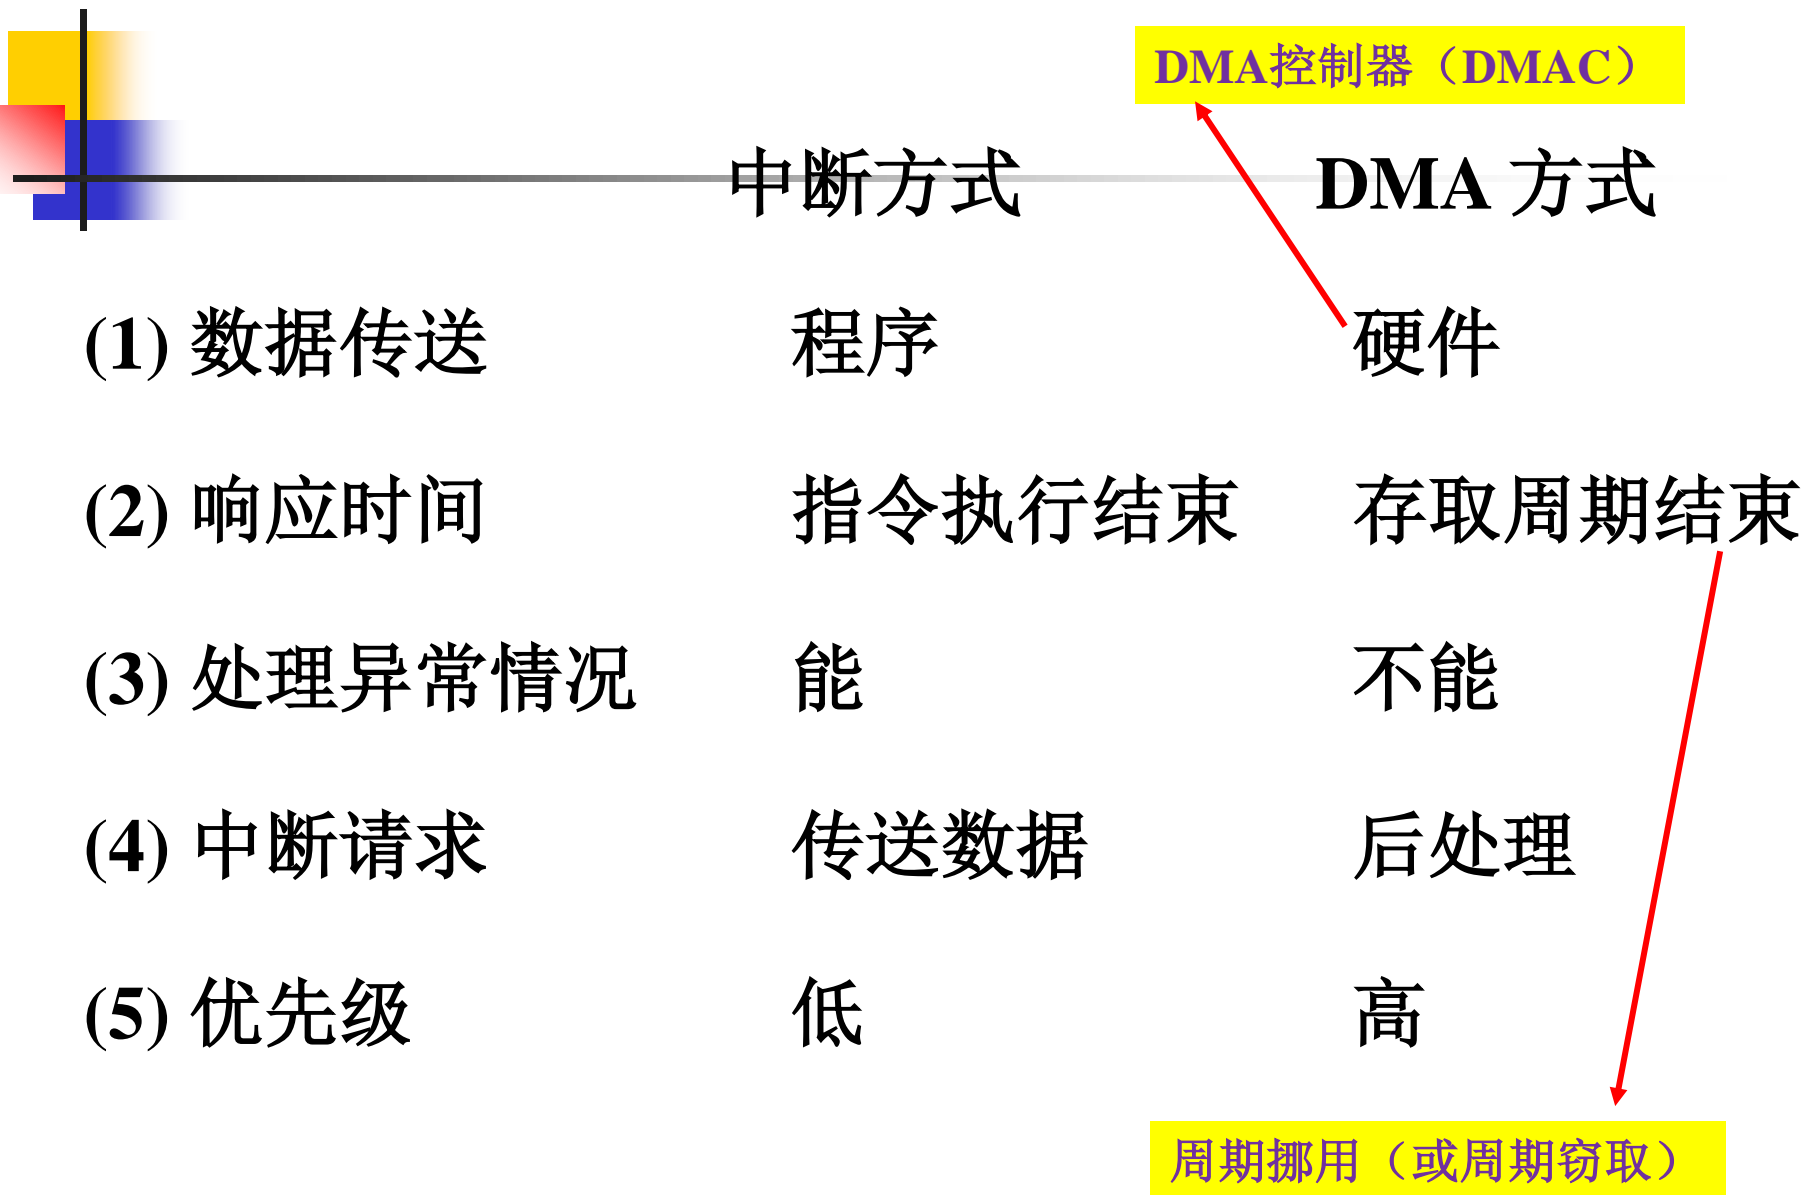 DMA控制器（DMAC）
中断方式 DMA 方式
(1) 数据传送 程序 硬件
(2) 响应时间 指令执行结束 存取周期结束
(3) 处理异常情况 能 不能
(4) 中断请求 传送数据 后处理
(5) 优先级 低 高
周期挪用（或周期窃取）